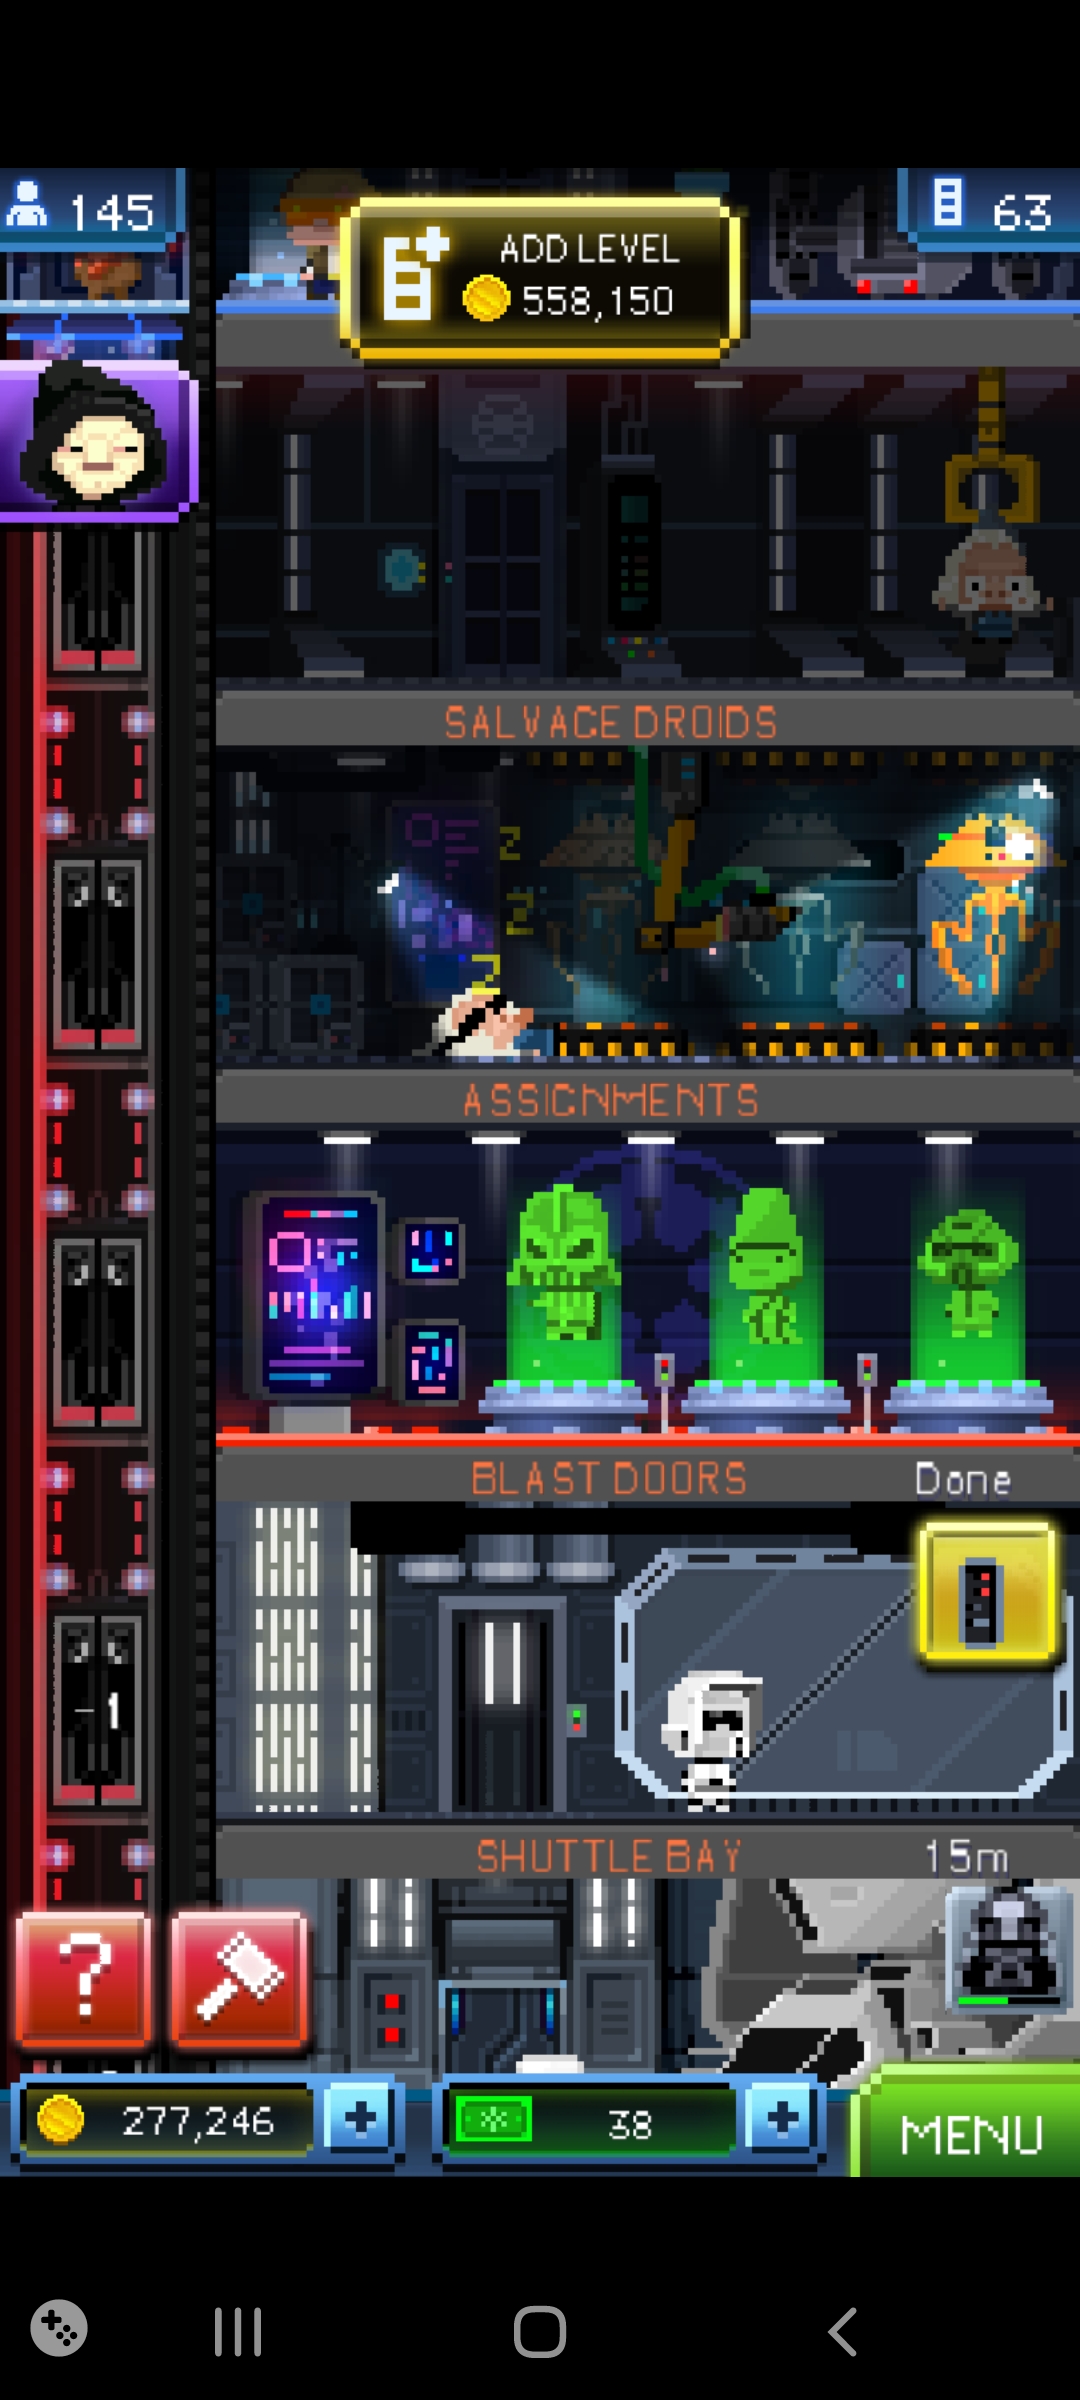 145
63
ADD LEVEL
558,150
SALVAGE DROIDS
Z
Z
Z
ASSIGNMENTS
BLAST DOORS
Done
-1
SHUTTLE BAY
15m
?
277,246
+
38
+
MENU